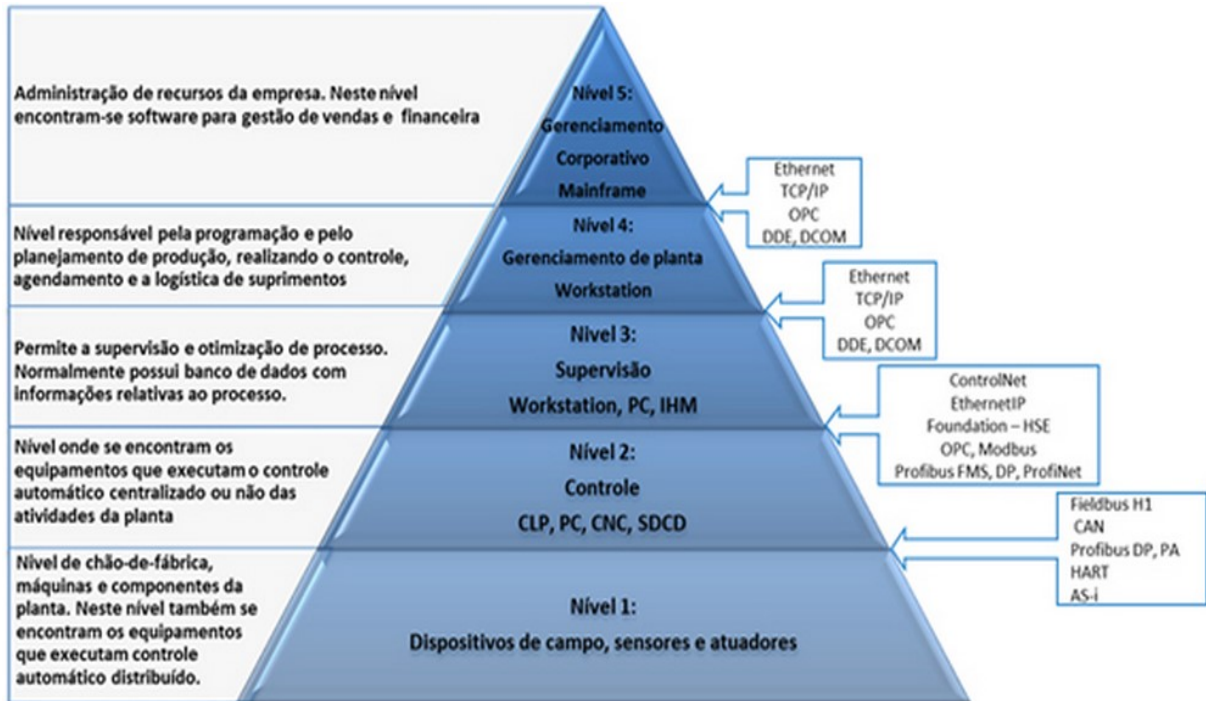 Administração de recursos da empresa. Neste nível
encontram-se software para gestão de vendas e financeira
Nível 5:
Gerenciamento
Corporativo
Mainframe
Ethernet
TCP/IP
OPC
DDE, DCOM
Nível responsável pela programação e pelo
planejamento de produção, realizando o controle,
agendamento e a logística de suprimentos
Nível 4:
Gerenciamento de planta
Workstation
Ethernet
TCP/IP
OPC
DDE, DCOM
Permite a supervisão e otimização de processo.
Normalmente possui banco de dados com
informações relativas ao processo.
Nivel 3:
Supervisão
Workstation, PC, IHM
ControlNet
EthernetIP
Foundation – HSE
OPC, Modbus
Profibus FMS, DP, ProfiNet
Nível onde se encontram os
equipamentos que executam o controle
automático centralizado ou não das
atividades da planta
Nível 2:
Controle
CLP, PC, CNC, SDCD
Fieldbus H1
CAN
Profibus DP, PA
HART
AS-i
Nivel de chão-de-fábrica,
máquinas e componentes da
planta. Neste nível também se
encontram os equipamentos
que executam controle
automático distribuído.
Nível 1:
Dispositivos de campo, sensores e atuadores